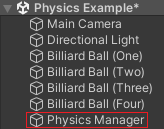 Physics Example*
Main Camera
Directional Light
Billiard Ball (One)
Billiard Ball (Two)
Billiard Ball (Three)
Billiard Ball (Four)
Physics Manager